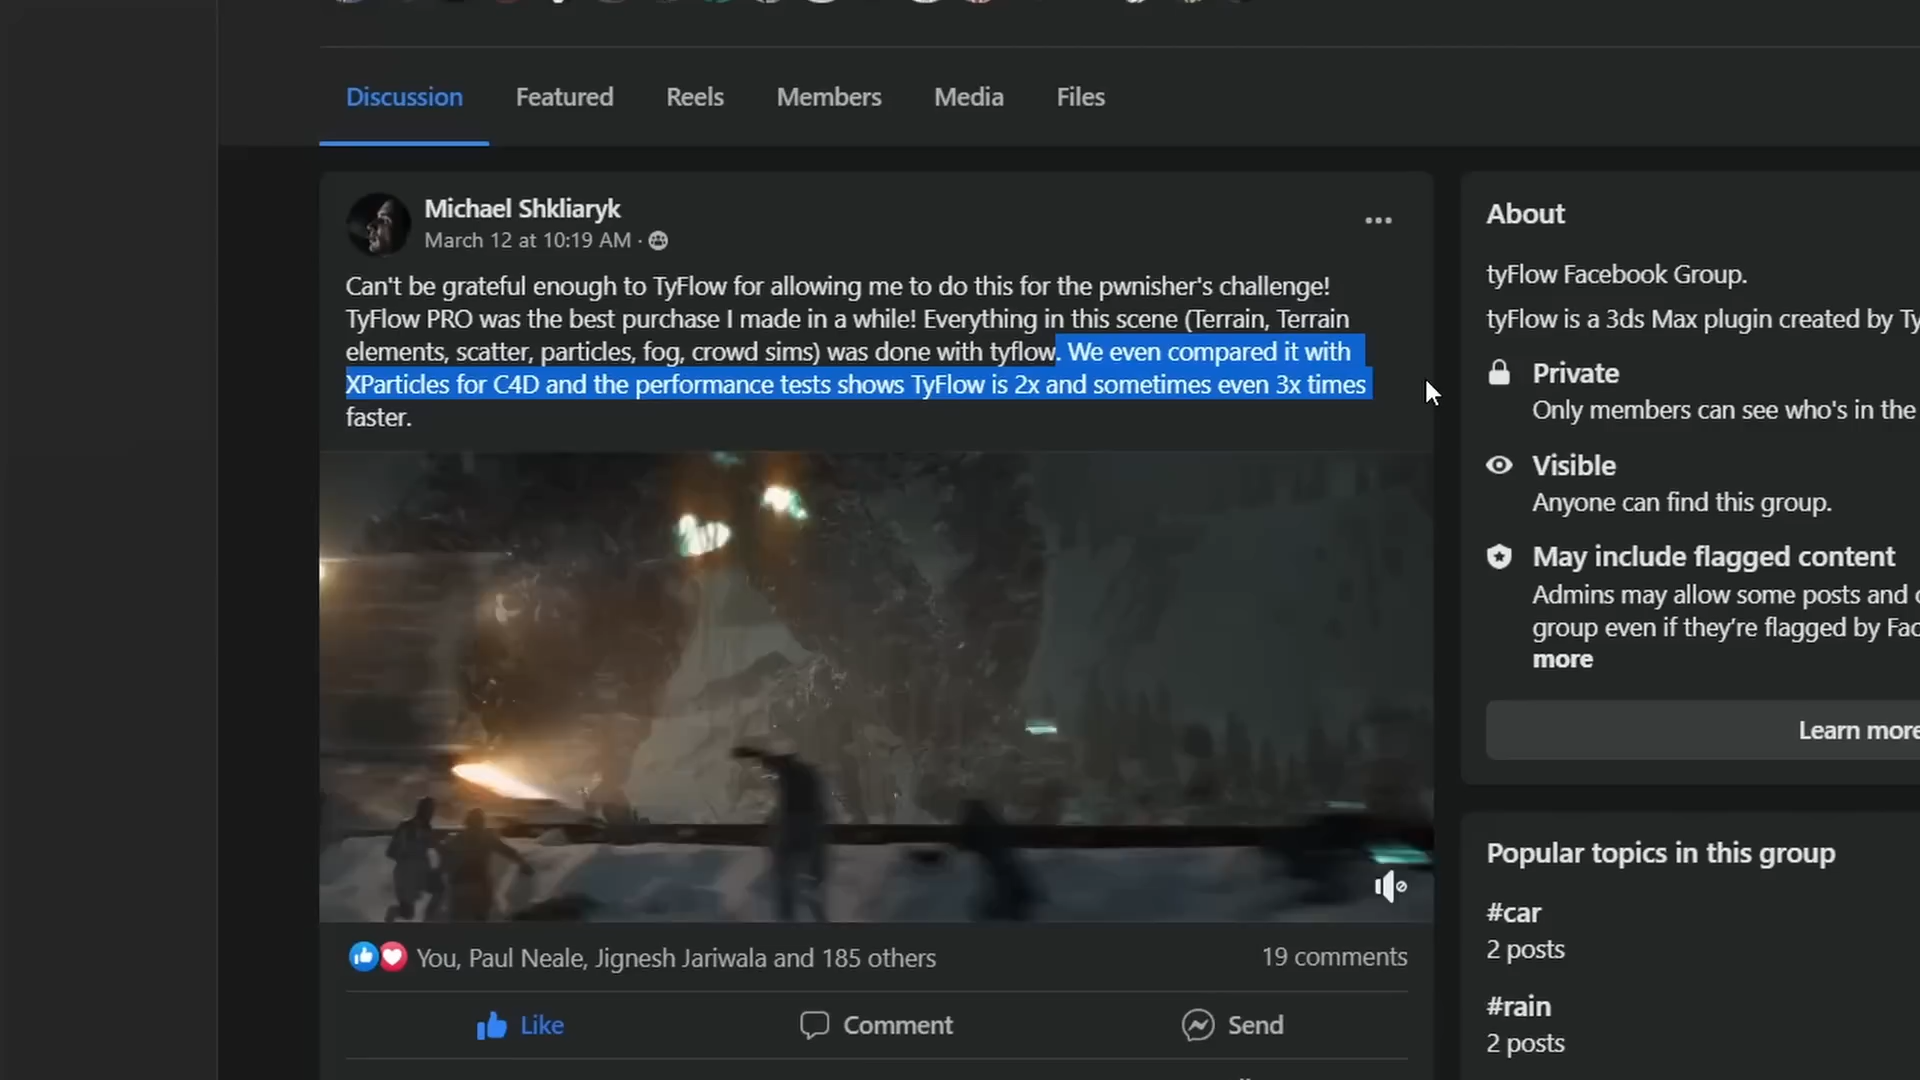 Discussion Featured Reels Members Media Files
Michael Shkliaryk
March 12 at 10:19 AM ·
Can't be grateful enough to TyFlow for allowing me to do this for the pwnisher's challenge!
TyFlow PRO was the best purchase I made in a while! Everything in this scene (Terrain, Terrain
elements, scatter, particles, fog, crowd sims) was done with tyflow. We even compared it with
XParticles for C4D and the performance tests shows TyFlow is 2x and sometimes even 3x times
faster.
You, Paul Neale, Jignesh Jariwala and 185 others
19 comments
Like Comment Send
About
tyFlow Facebook Group.
tyFlow is a 3ds Max plugin created by Ty
Private
Only members can see who's in the
Visible
Anyone can find this group.
May include flagged content
Admins may allow some posts and
group even if they're flagged by Fac
more
Learn more
Popular topics in this group
#car
2 posts
#rain
2 posts